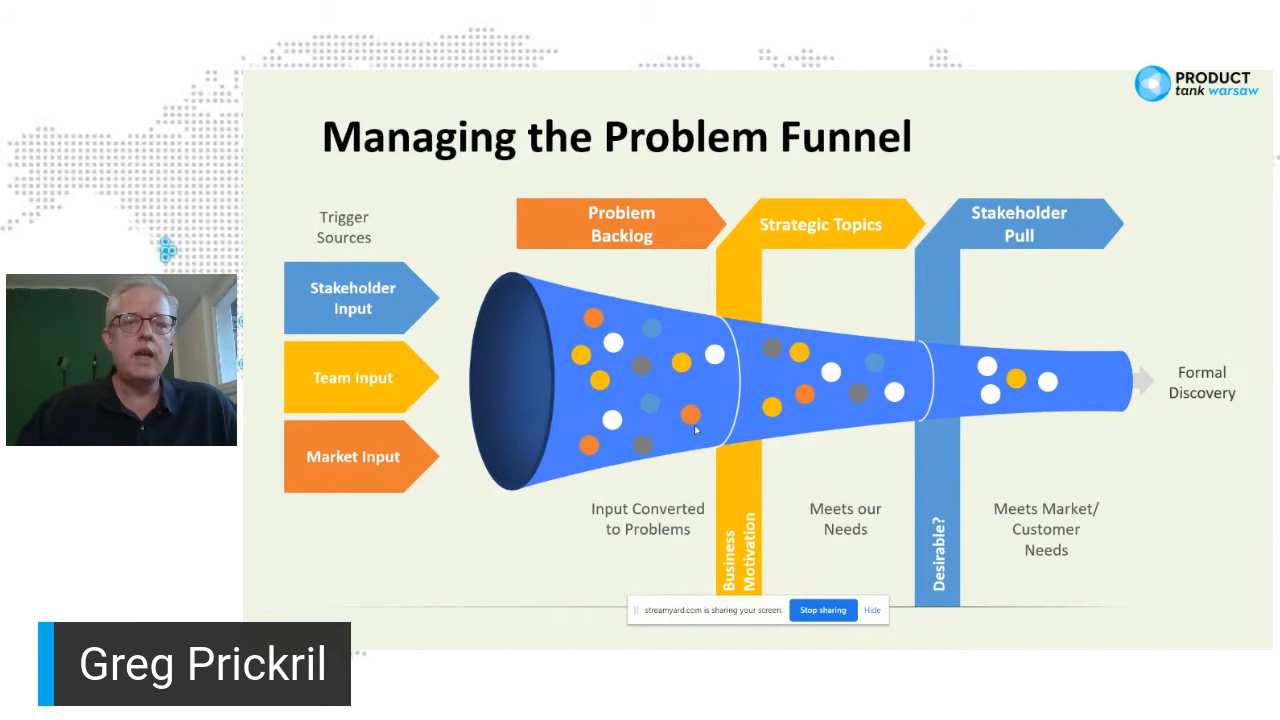 PRODUCT
tank warsaw
Managing the Problem Funnel
Trigger
Sources
Problem
Backlog
Strategic Topics
Stakeholder
Pull
Stakeholder
Input
Team Input
Market Input
Formal
Discovery
Input Converted
to Problems
Business
Motivation
Meets our
Needs
Desirable?
Meets Market/
Customer
Needs
streamyard.com is sharing your screen.
Stop sharing
Hide
Greg Prickril